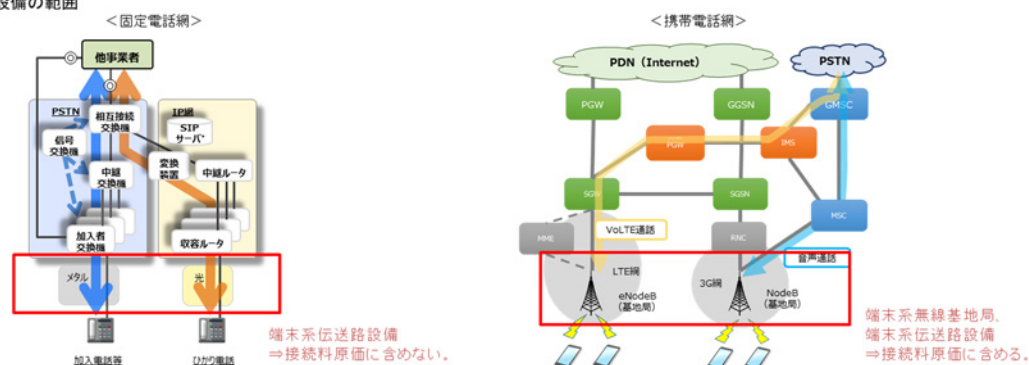 設備の範囲
＜固定電話網＞
他事業者
PSTN
相互接続
交換機
信号
交換機
中継
交換機
加入者
交換機
IP網
SIP
サーバ
変換
装置
中継ルータ
収容ルータ
メタル
光
加入電話等
ひかり電話
端末系伝送路設備
⇒接続料原価に含めない。
＜携帯電話網＞
PDN（Internet）
PSTN
PGW
GGSN
GMSC
PGW
IMS
SGW
SGSN
MSC
MME
VoLTE通話
RNC
音声通話
LTE網
eNodeB
（基地局）
3G網
NodeB
（基地局）
端末系無線基地局、
端末系伝送路設備
⇒接続料原価に含める。